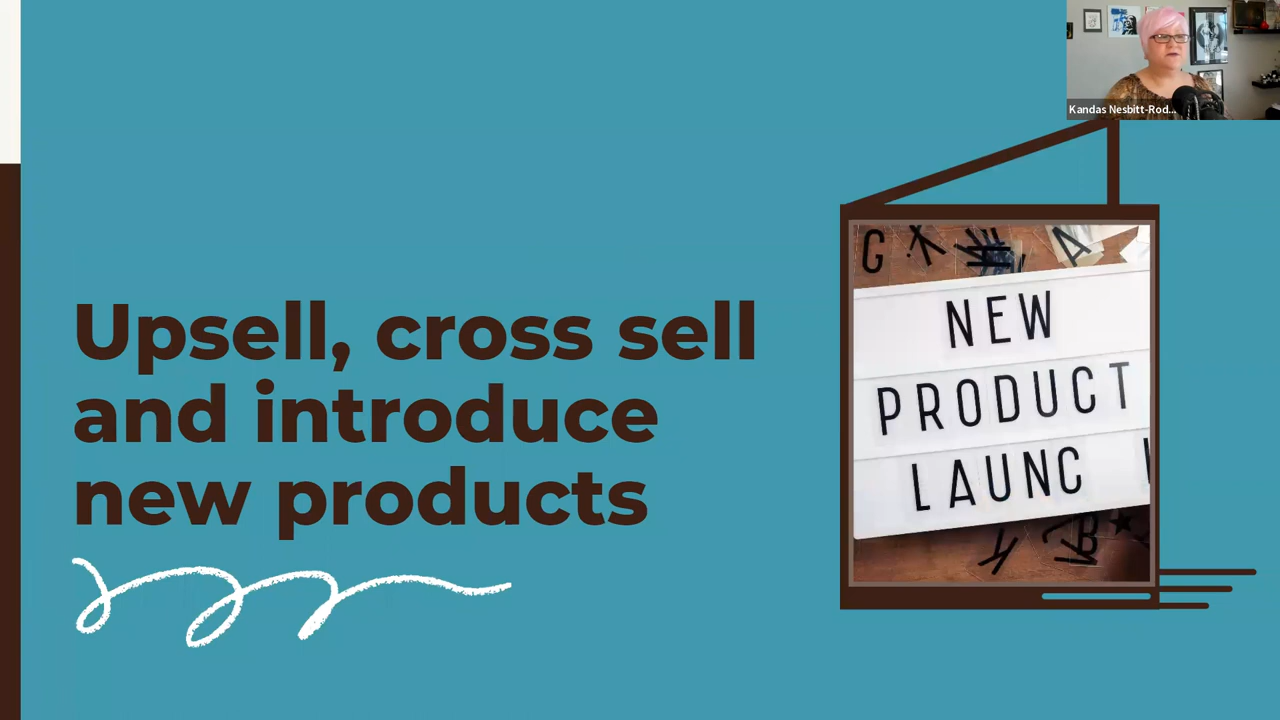 Kandas Nesbitt-Rod...
G K A
NEW
PRODUCT
LAUNC
Upsell, cross sell
and introduce
new products